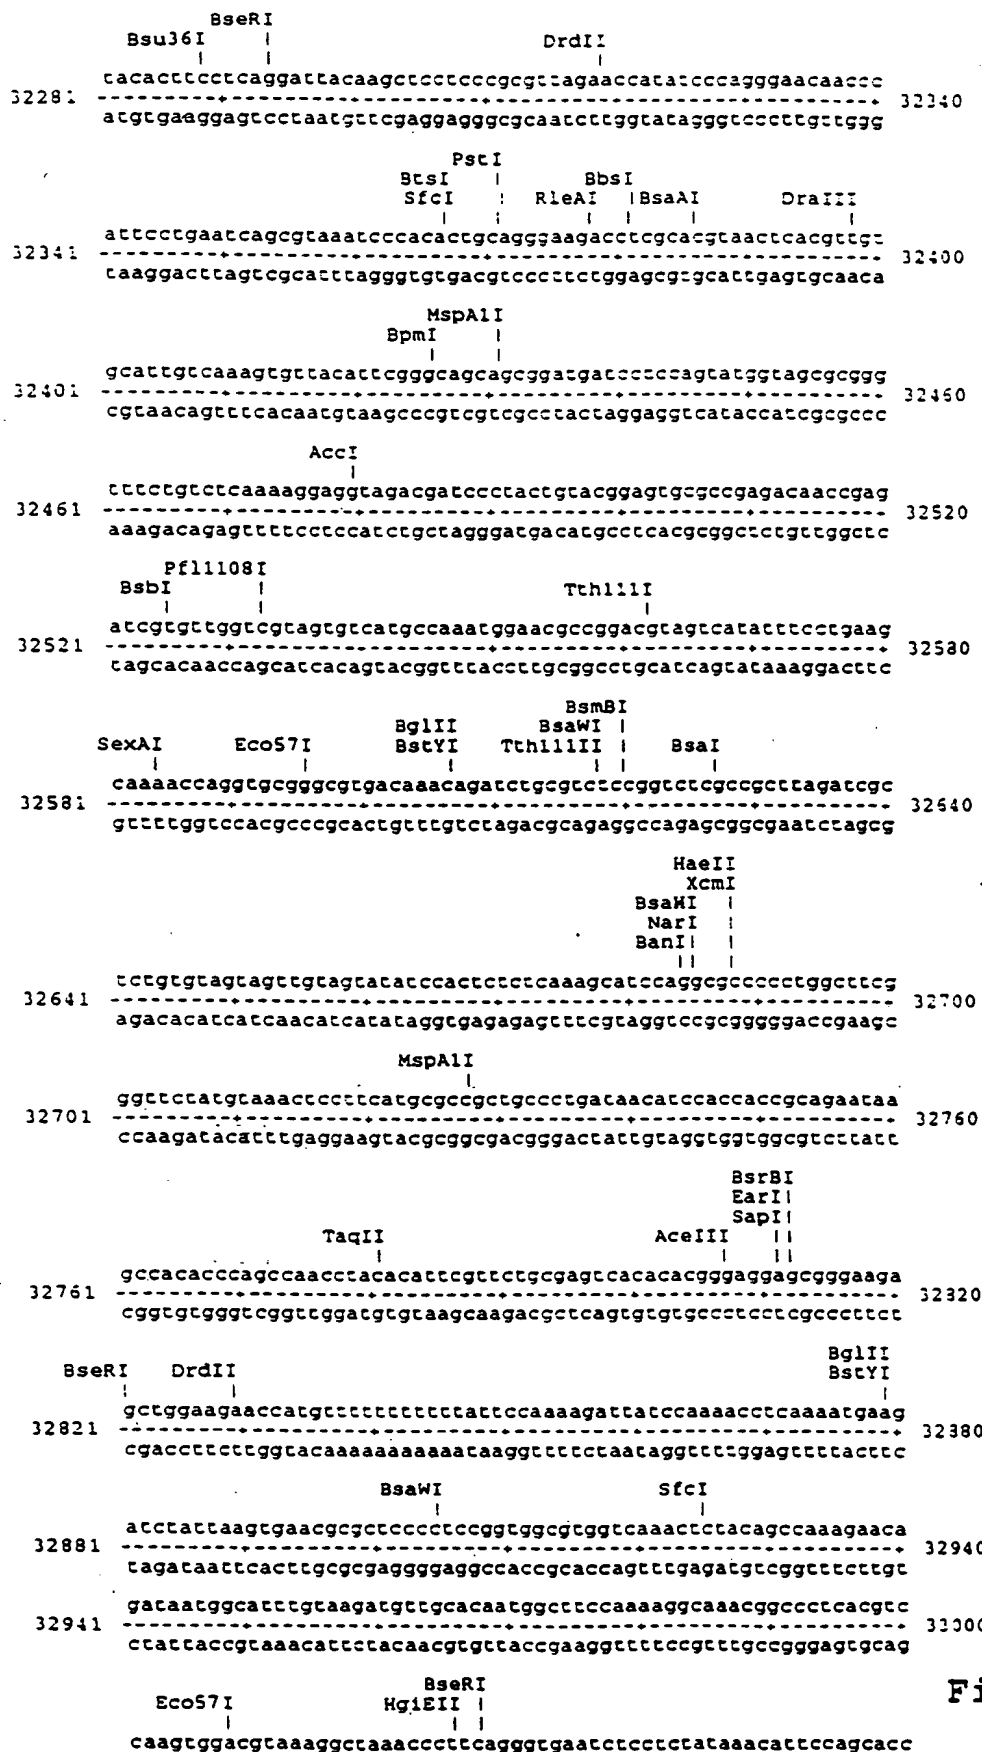 BseRI
Bsu36I DrdII
tacacttcctcaggattacaagctcctcccgcgttagaaccatatcccagggaacaaccc
32281 32340
atgtgaaggagtcctaatgttcgaggagggcgcaatcttggtatagggtcccttgttggg
PstI
BtsI BbsI
SfcI RleAI BsaAI DraIII
attcctgaatcagcgtaaatcccacactgcagggaagacctcgcacgtaactcacgttgt
32341 32400
taaggacttagtcgcatttagggtgtgacgtcccttctggagcgtgcattgagtgcaaca
MspA1I
BpmI
gcattgtcaaagtgttacattcgggcagcagcggatgatcctccagtatggtagcgcggg
32401 32460
cgtaacagtttcacaatgtaagcccgtcgtcgcctactaggaggtcataccatcgcgccc
AccI
tttctgtctcaaaaggaggtagacgatccctactgtacggagtgcgccgagacaaccgag
32461 32520
aaagacagagttttcctccatctgctagggatgacatgcctcacgcggctctgttggctc
Pfl1108I
BsbI Tth111I
atcgtgttggtcgtagtgtcatgccaaatggaacgccggacgtagtcatatttcctgaag
32521 32580
tagcacaaccagcatcacagtacggtttaccttgcggcctgcatcagtataaaggacttc
BsmBI
BglII BsaWI
SexAI Eco57I BstYI Tth111II BsaI
caaaaccaggtgcgggcgtgacaaacagatctgcgtctccggtctcgccgcttagatcgc
32581 32640
gttttggtccacgcccgcactgtttgtctagacgcagaggccagagcggcgaatctagcg
HaeII
XcmI
BsaHI
NarI
BanI
tctgtgtagtagttgtagtatatccactctctcaaagcatccaggcgccccctggcttcg
32641 32700
agacacatcatcaacatcatataggtgagagagtttcgtaggtccgcgggggaccgaagc
MspA1I
ggttctatgtaaactccttcatgcgccgctgccctgataacatccaccaccgcagaataa
32701 32760
ccaagatacatttgaggaagtacgcggcgacgggactattgtaggtggtggcgtcttatt
BsrBI
EarI
SapI
TaqII AceIII
gccacacccagccaacctacacattcgttctgcgagtcacacacgggaggagcgggaaga
32761 32820
cggtgtgggtcggttggatgtgtaagcaagacgctcagtgtgtgccctcctcgcccttct
BglII
BseRI DrdII BstYI
gctggaagaaccatgtttttttttttattccaaaagattatccaaaacctcaaaatgaag
32821 32880
cgaccttcttggtacaaaaaaaaaaataaggttttctaataggttttggagttttacttc
BsaWI SfcI
atctattaagtgaacgcgctcccctccggtggcgtggtcaaactctacagccaaagaaca
32881 32940
tagataattcacttgcgcgaggggaggccaccgcaccagtttgagatgtcggtttcttgt
gataatggcatttgtaagatgttgcacaatggcttccaaaaggcaaacggccctcacgtc
32941 33000
ctattaccgtaaacattctacaacgtgttaccgaaggttttccgtttgccgggagtgcag
BseRI
Eco57I HgiEII
Fi
caagtggacgtaaaggctaaacccttcagggtgaatctcctctataaacattccagcacc